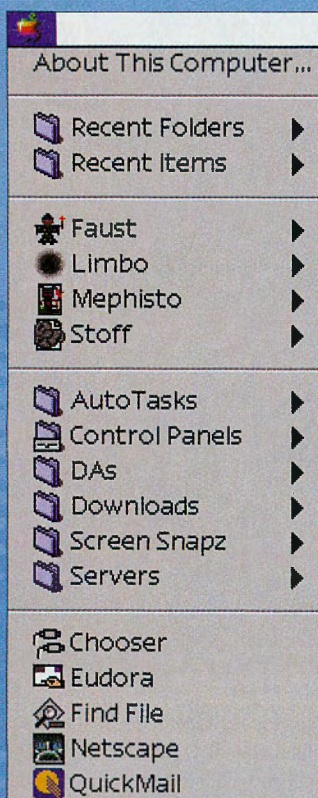 About This Computer...
Recent Folders
Recent Items
Faust
Limbo
Mephisto
Stoff
AutoTasks
Control Panels
DAs
Downloads
Screen Snapz
Servers
Chooser
Eudora
Find File
Netscape
QuickMail